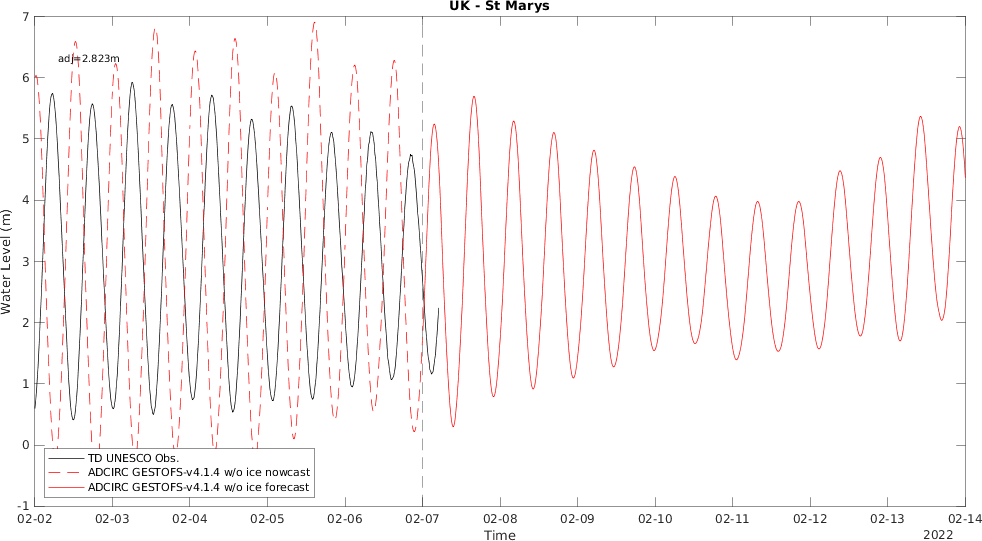 UK - St Marys
7
adj=2.823m
6
5
4
3
2
1
0
-1
Water Level (m)
TD UNESCO Obs.
ADCIRC GESTOFS-v4.1.4 w/o ice nowcast
ADCIRC GESTOFS-v4.1.4 w/o ice forecast
02-02 02-03 02-04 02-05 02-06 02-07 02-08 02-09 02-10 02-11 02-12 02-13 02-14
Time
2022